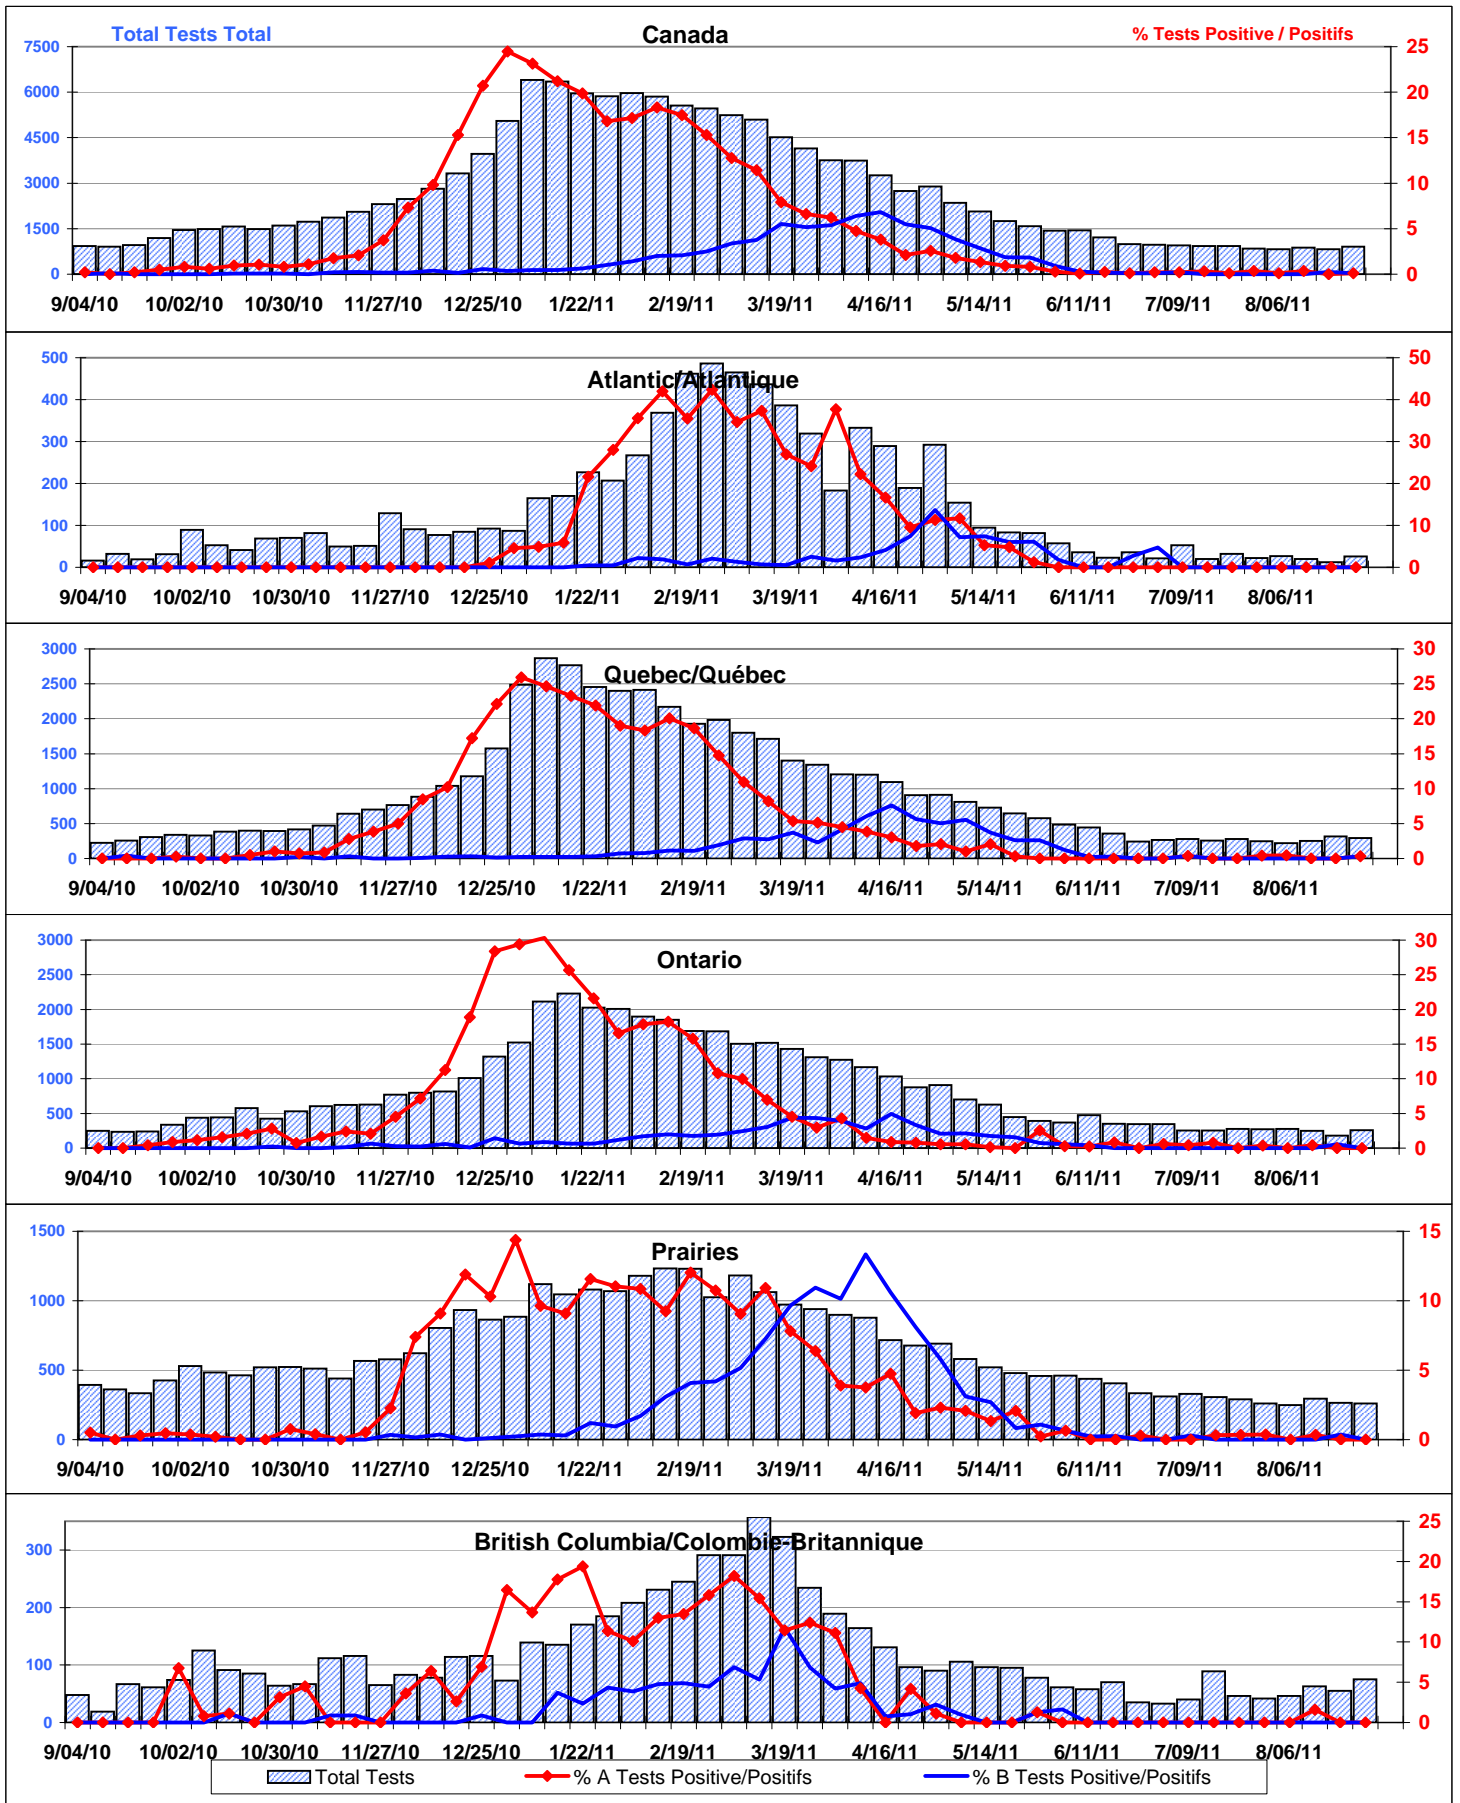 Total Tests Total Canada % Tests Positive / Positifs
7500 25
6000 20
4500 15
3000 10
1500 5
0 0
9/04/10 10/02/10 10/30/10 11/27/10 12/25/10 1/22/11 2/19/11 3/19/11 4/16/11 5/14/11 6/11/11 7/09/11 8/06/11
500 50
Atlantic/Atlantique
400 40
300 30
200 20
100 10
0 0
9/04/10 10/02/10 10/30/10 11/27/10 12/25/10 1/22/11 2/19/11 3/19/11 4/16/11 5/14/11 6/11/11 7/09/11 8/06/11
3000 30
Quebec/Québec
2500 25
2000 20
1500 15
1000 10
500 5
0 0
9/04/10 10/02/10 10/30/10 11/27/10 12/25/10 1/22/11 2/19/11 3/19/11 4/16/11 5/14/11 6/11/11 7/09/11 8/06/11
3000 30
Ontario
2500 25
2000 20
1500 15
1000 10
500 5
0 0
9/04/10 10/02/10 10/30/10 11/27/10 12/25/10 1/22/11 2/19/11 3/19/11 4/16/11 5/14/11 6/11/11 7/09/11 8/06/11
1500 15
Prairies
1000 10
500 5
0 0
9/04/10 10/02/10 10/30/10 11/27/10 12/25/10 1/22/11 2/19/11 3/19/11 4/16/11 5/14/11 6/11/11 7/09/11 8/06/11
25
British Columbia/Colombie-Britannique
300 20
200 15
10
100 5
0 0
9/04/10 10/02/10 10/30/10 11/27/10 12/25/10 1/22/11 2/19/11 3/19/11 4/16/11 5/14/11 6/11/11 7/09/11 8/06/11
Total Tests % A Tests Positive/Positifs % B Tests Positive/Positifs